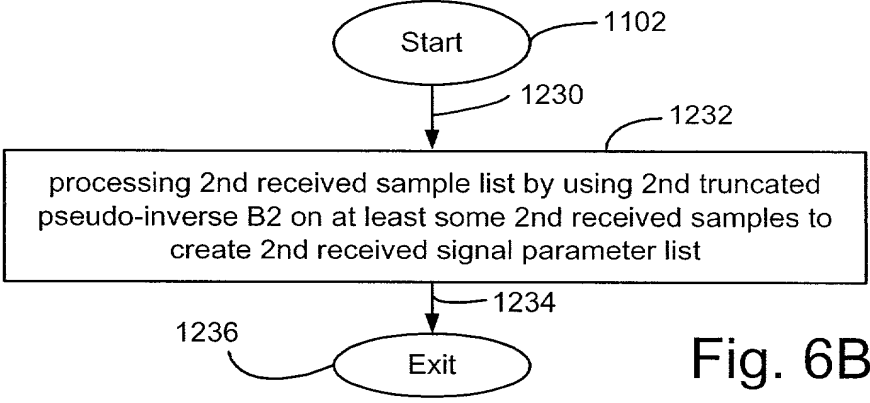 Start
1102
1230
1232
processing 2nd received sample list by using 2nd truncated
pseudo-inverse B2 on at least some 2nd received samples to
create 2nd received signal parameter list
1234
1236
Exit
Fig. 6B